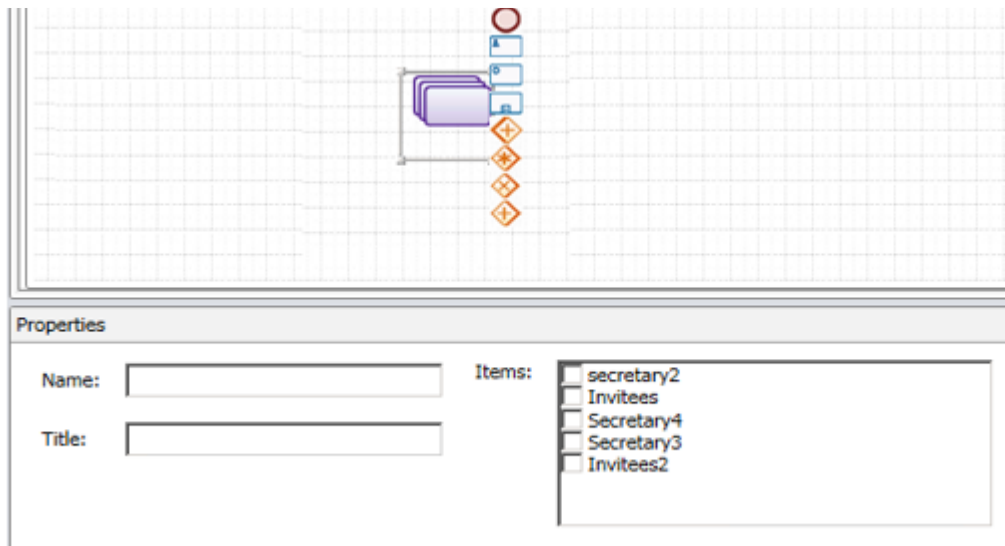 Properties
Name:
Title:
Items:
secretary2
Invitees
Secretary4
Secretary3
Invitees2